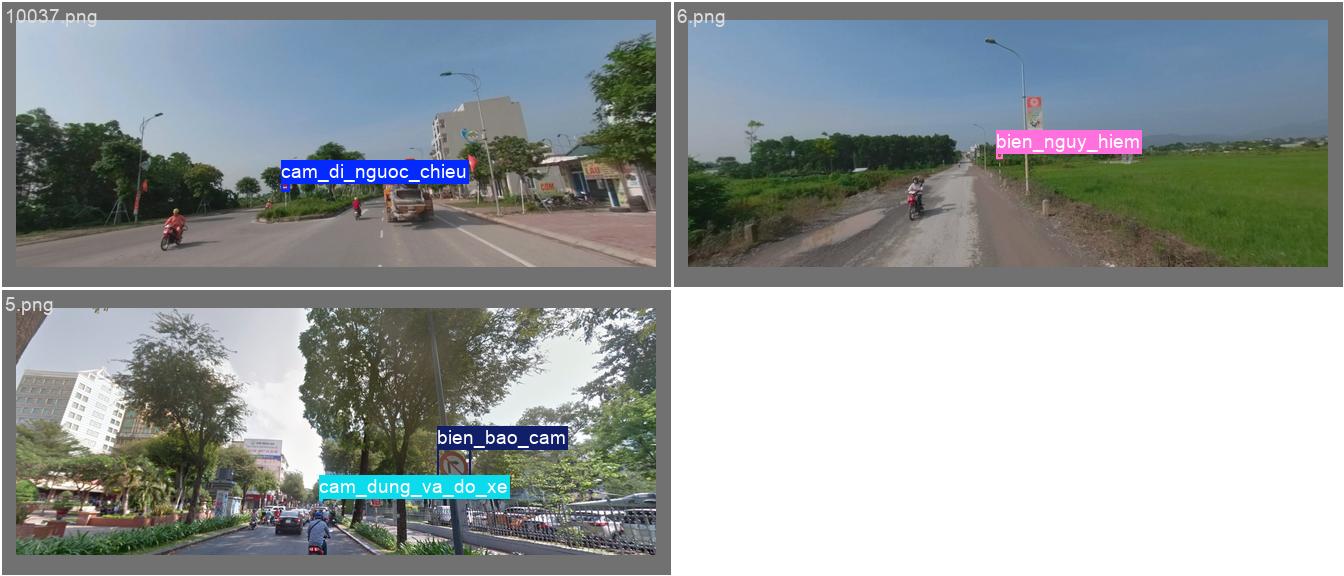 10037.png
cam_di_nguoc_chieu
6.png
bien_nguy_hiem
5.png
bien_bao_cam
cam_dung_va_do_xe